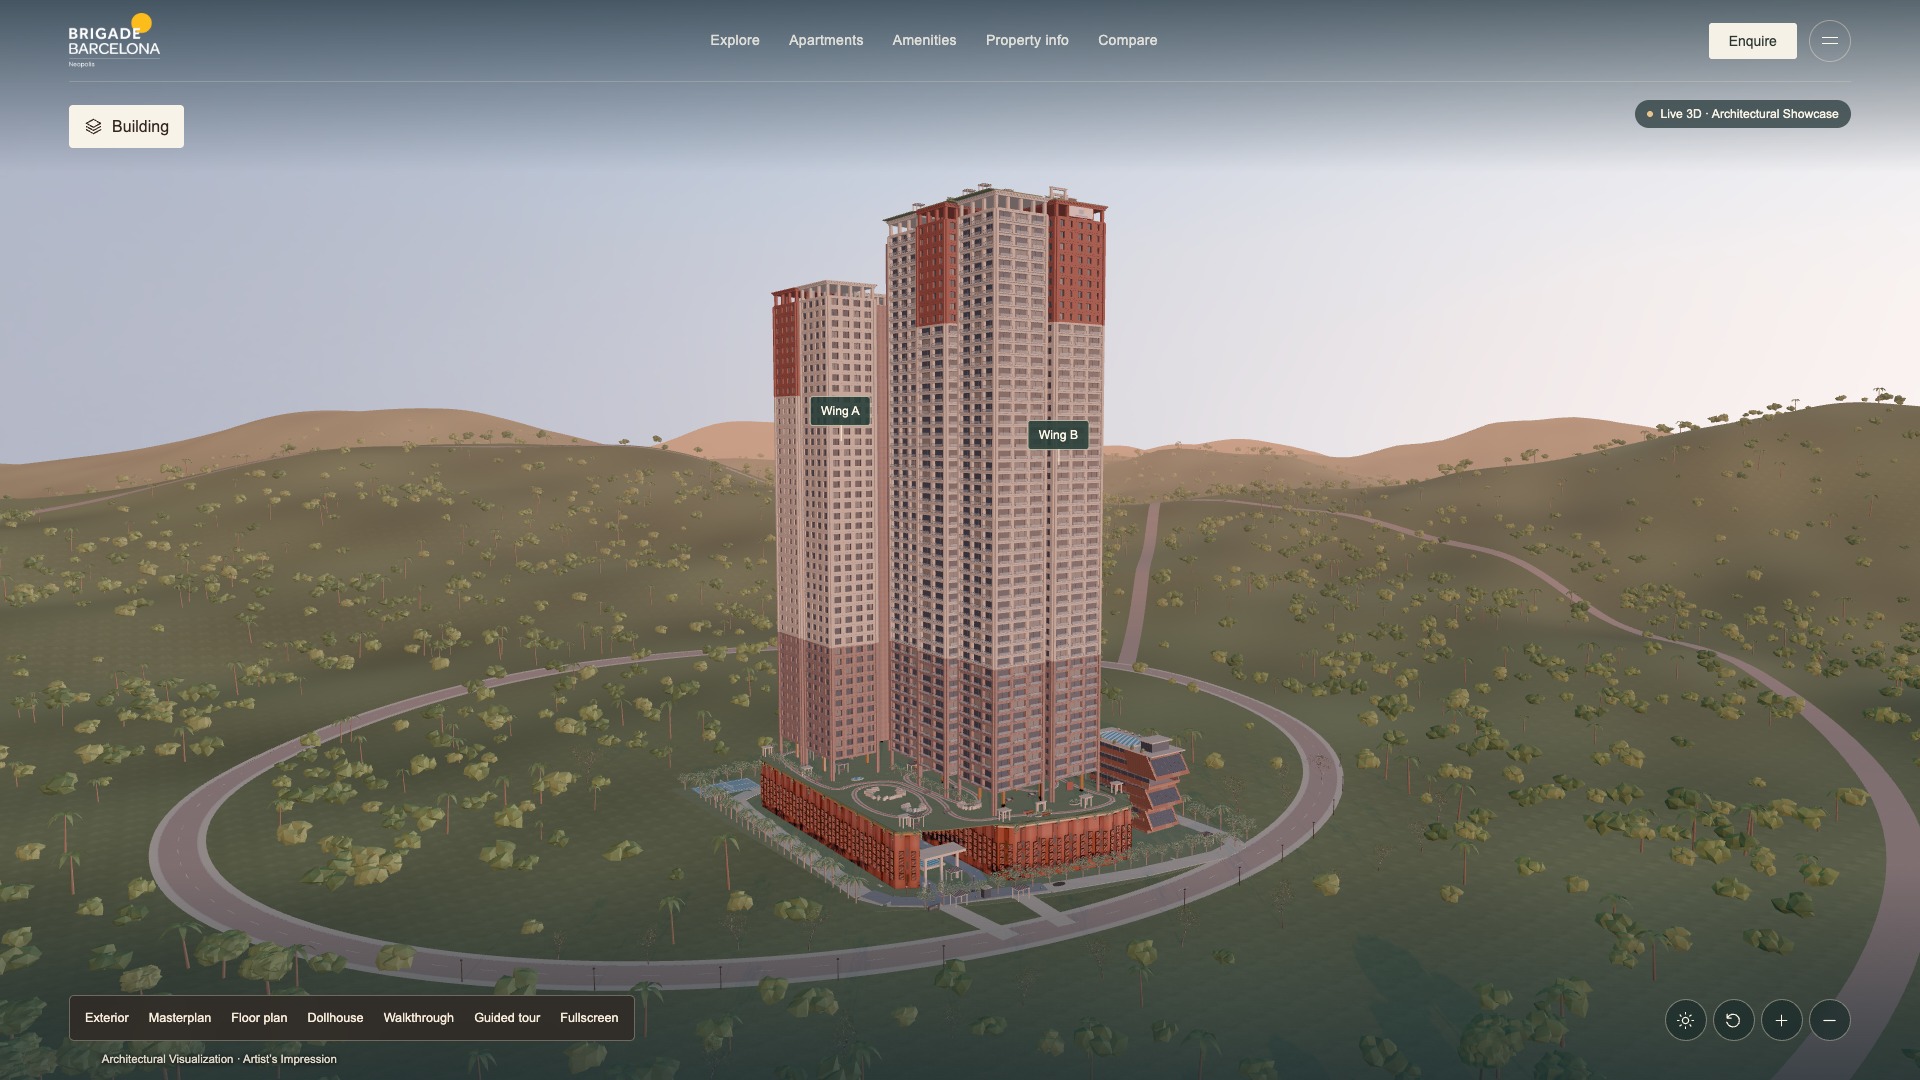 BRIGADE
BARCELONA
Neopolis
Explore
Apartments
Amenities
Property info
Compare
Enquire
Building
Live 3D · Architectural Showcase
Wing A
Wing B
Exterior
Masterplan
Floor plan
Dollhouse
Walkthrough
Guided tour
Fullscreen
Architectural Visualization · Artist's Impression